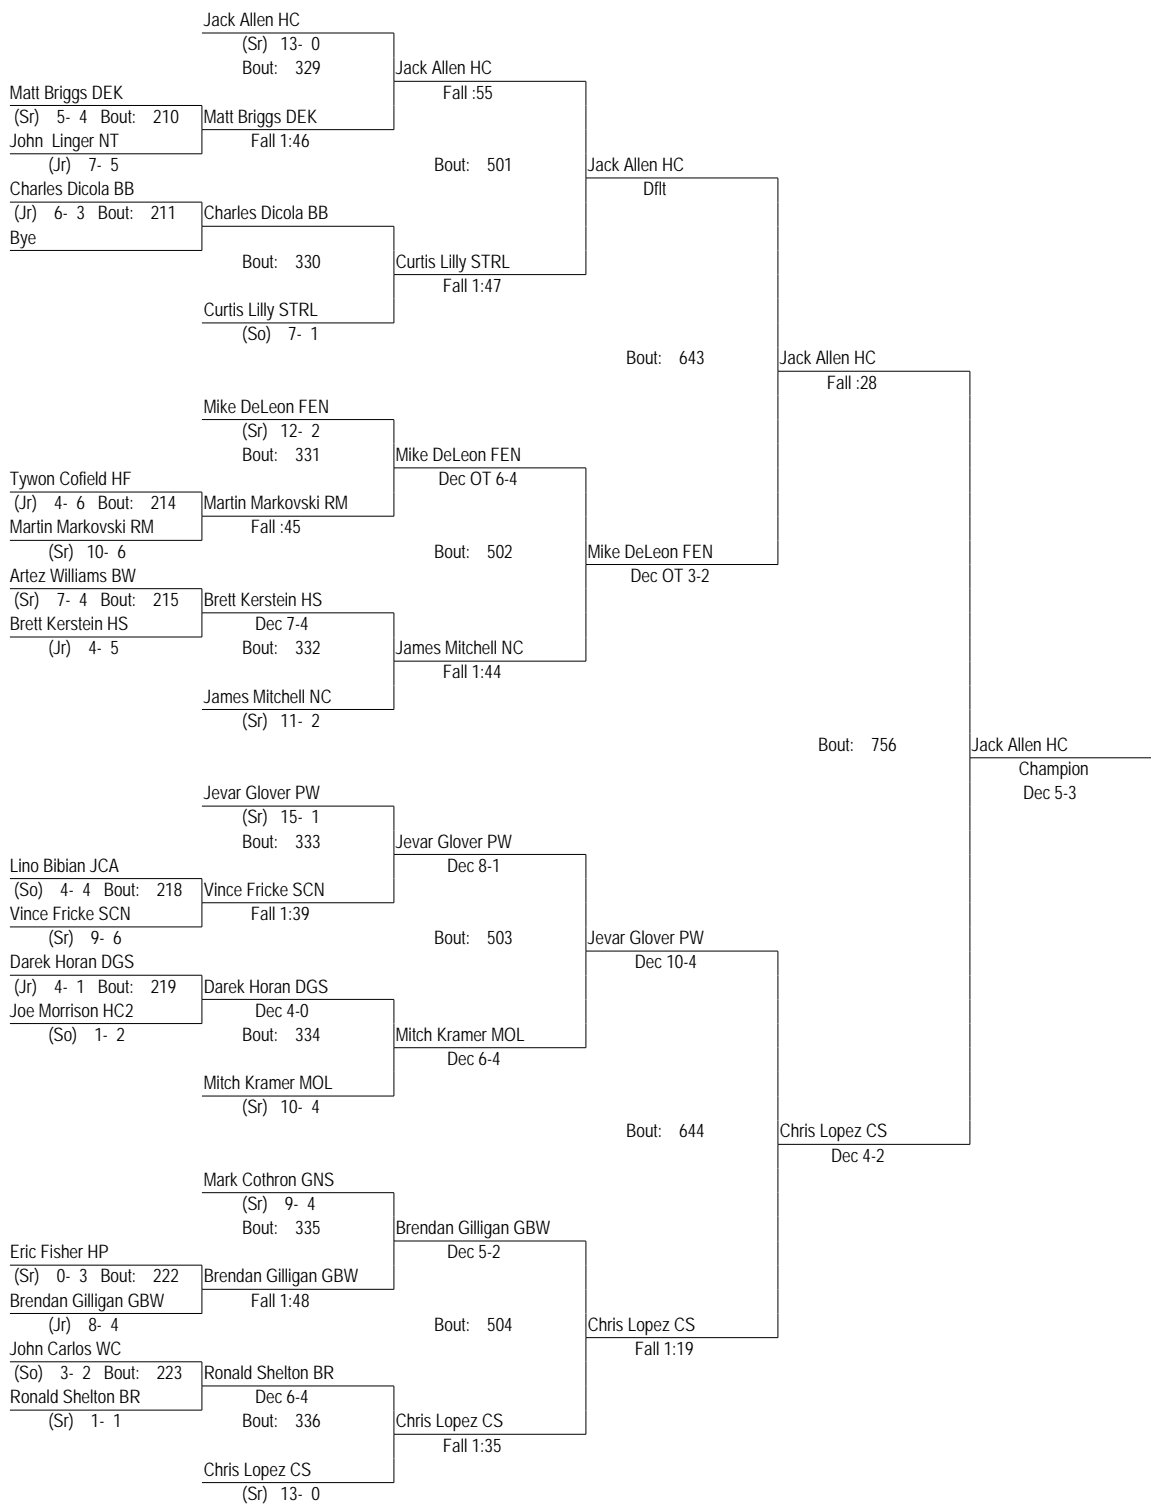 Jack Allen HC
(Sr) 13- 0
Bout: 329
Jack Allen HC
Fall :55
Matt Briggs DEK
(Sr) 5- 4 Bout: 210
Matt Briggs DEK
Fall 1:46
John Linger NT
(Jr) 7- 5
Bout: 501
Jack Allen HC
Dflt
Charles Dicola BB
(Jr) 6- 3 Bout: 211
Charles Dicola BB
Bye
Bout: 330
Curtis Lilly STRL
Fall 1:47
Curtis Lilly STRL
(So) 7- 1
Bout: 643
Jack Allen HC
Fall :28
Mike DeLeon FEN
(Sr) 12- 2
Bout: 331
Mike DeLeon FEN
Dec OT 6-4
Tywon Cofield HF
(Jr) 4- 6 Bout: 214
Martin Markovski RM
Fall :45
Martin Markovski RM
(Sr) 10- 6
Bout: 502
Mike DeLeon FEN
Dec OT 3-2
Artez Williams BW
(Sr) 7- 4 Bout: 215
Brett Kerstein HS
Dec 7-4
Brett Kerstein HS
(Jr) 4- 5
Bout: 332
James Mitchell NC
Fall 1:44
James Mitchell NC
(Sr) 11- 2
Bout: 756
Jack Allen HC
Champion
Dec 5-3
Jevar Glover PW
(Sr) 15- 1
Bout: 333
Jevar Glover PW
Dec 8-1
Lino Bibian JCA
(So) 4- 4 Bout: 218
Vince Fricke SCN
Fall 1:39
Vince Fricke SCN
(Sr) 9- 6
Bout: 503
Jevar Glover PW
Dec 10-4
Darek Horan DGS
(Jr) 4- 1 Bout: 219
Darek Horan DGS
Dec 4-0
Joe Morrison HC2
(So) 1- 2
Bout: 334
Mitch Kramer MOL
Dec 6-4
Mitch Kramer MOL
(Sr) 10- 4
Bout: 644
Chris Lopez CS
Dec 4-2
Mark Cothron GNS
(Sr) 9- 4
Bout: 335
Brendan Gilligan GBW
Dec 5-2
Eric Fisher HP
(Sr) 0- 3 Bout: 222
Brendan Gilligan GBW
Fall 1:48
Brendan Gilligan GBW
(Jr) 8- 4
Bout: 504
Chris Lopez CS
Fall 1:19
John Carlos WC
(So) 3- 2 Bout: 223
Ronald Shelton BR
Dec 6-4
Ronald Shelton BR
(Sr) 1- 1
Bout: 336
Chris Lopez CS
Fall 1:35
Chris Lopez CS
(Sr) 13- 0